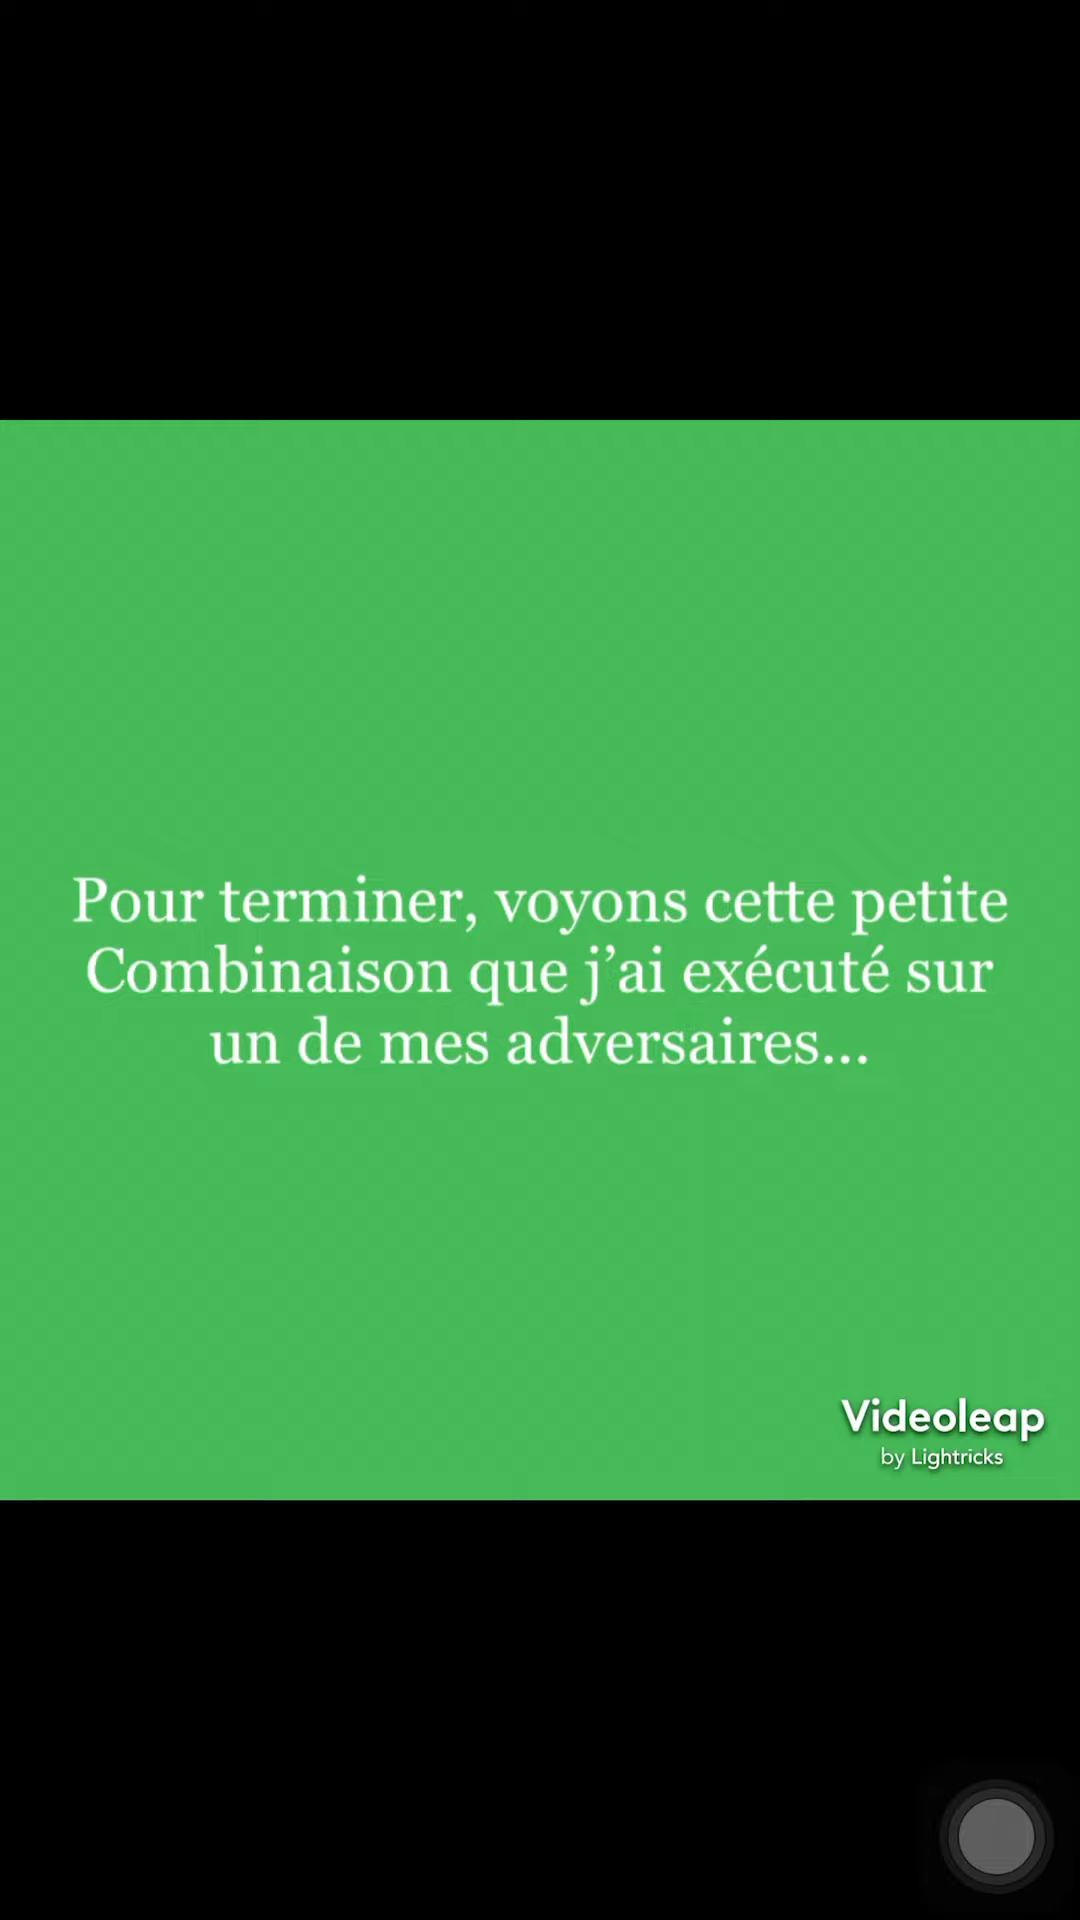 Pour terminer, voyons cette petite
Combinaison que j’ai exécuté sur
un de mes adversaires...
Videoleap
by Lightricks